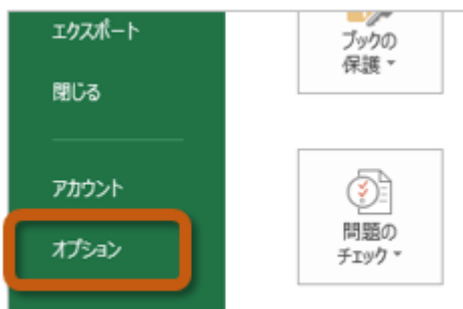 エクスポート
閉じる
アカウント
オプション
ブックの
保護
問題の
チェック